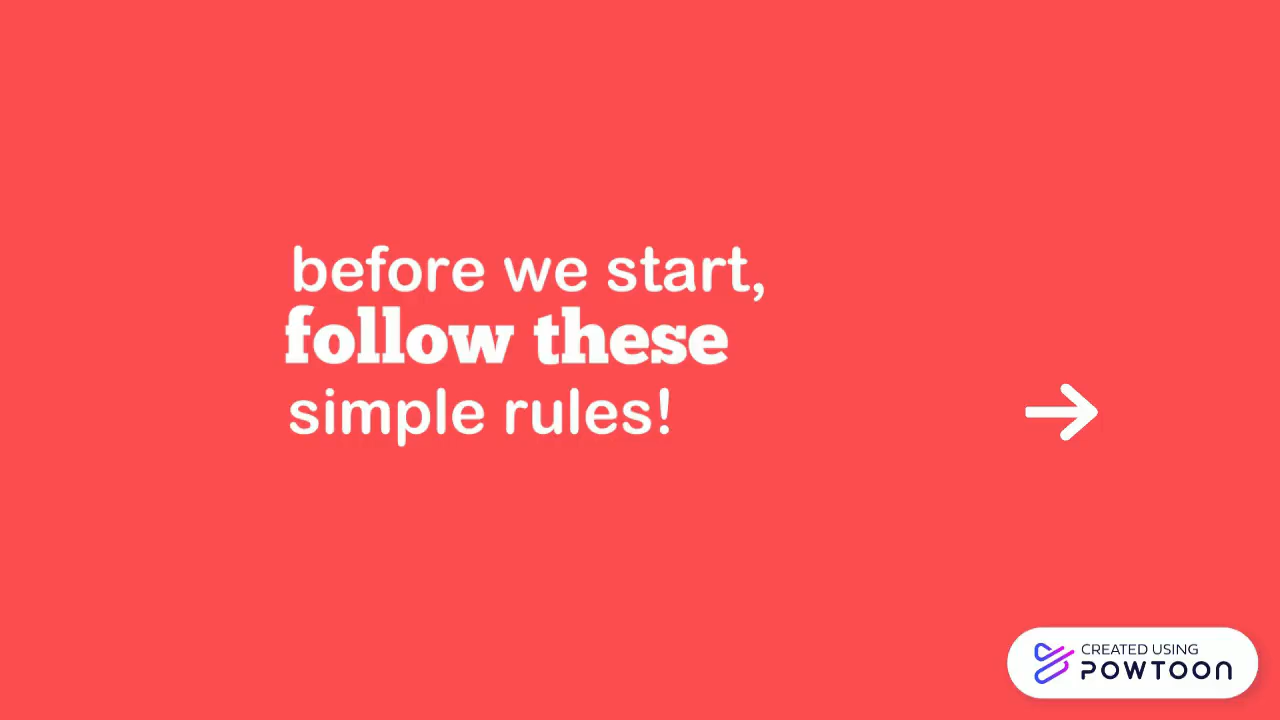 before we start,
follow these
simple rules!
CREATED USING
POWTOON